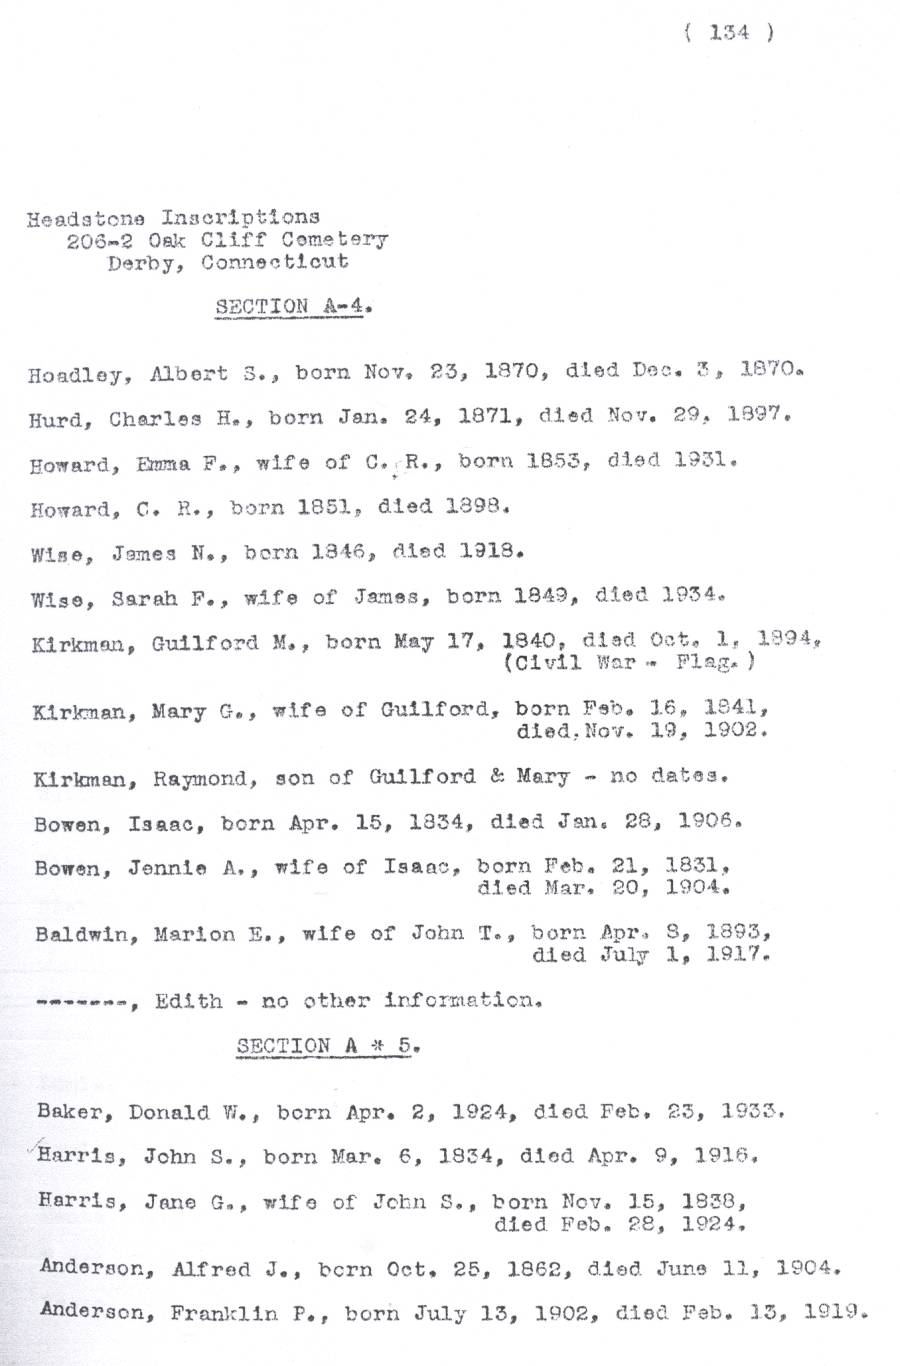 ( 134 )
Headstone Inscriptions
206-2 Oak Cliff Cemetery
Derby, Connecticut
SECTION A-4.
Hoadley, Albert S., born Nov. 23, 1870, died Dec. 3, 1870.
Hurd, Charles H., born Jan. 24, 1871, died Nov. 29, 1897.
Howard, Emma F., wife of C. R., born 1853, died 1931.
Howard, C. R., born 1851, died 1898.
Wise, James N., born 1846, died 1918.
Wise, Sarah F., wife of James, born 1849, died 1934.
Kirkman, Guilford M., born May 17, 1840, died Oct. 1, 1894.
(Civil War - Flag.)
Kirkman, Mary G., wife of Guilford, born Feb. 16, 1841,
died Nov. 19, 1902.
Kirkman, Raymond, son of Guilford & Mary - no dates.
Bowen, Isaac, born Apr. 15, 1834, died Jan. 28, 1906.
Bowen, Jennie A., wife of Isaac, born Feb. 21, 1831,
died Mar. 20, 1904.
Baldwin, Marion E., wife of John T., born Apr. 8, 1893,
died July 1, 1917.
-------, Edith - no other information.
SECTION A * 5.
Baker, Donald W., born Apr. 2, 1924, died Feb. 23, 1933.
Harris, John S., born Mar. 6, 1834, died Apr. 9, 1916.
Harris, Jane G., wife of John S., born Nov. 15, 1838,
died Feb. 28, 1924.
Anderson, Alfred J., born Oct. 25, 1862, died June 11, 1904.
Anderson, Franklin P., born July 13, 1902, died Feb. 13, 1919.